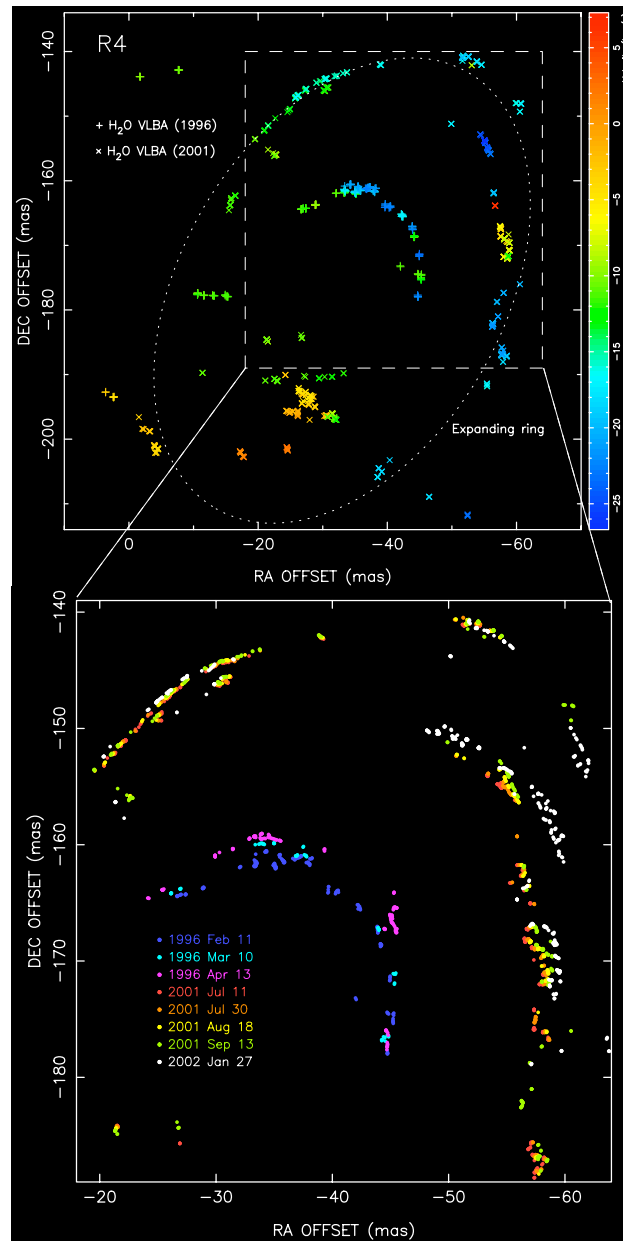 R4
+ H₂O VLBA (1996)
× H₂O VLBA (2001)
Expanding ring
-140
-160
-180
-200
DEC OFFSET (mas)
0
-20
-40
-60
RA OFFSET (mas)
5
0
-5
-10
-15
-20
-25
-140
-150
-160
-170
-180
DEC OFFSET (mas)
1996 Feb 11
1996 Mar 10
1996 Apr 13
2001 Jul 11
2001 Jul 30
2001 Aug 18
2001 Sep 13
2002 Jan 27
-20
-30
-40
-50
-60
RA OFFSET (mas)